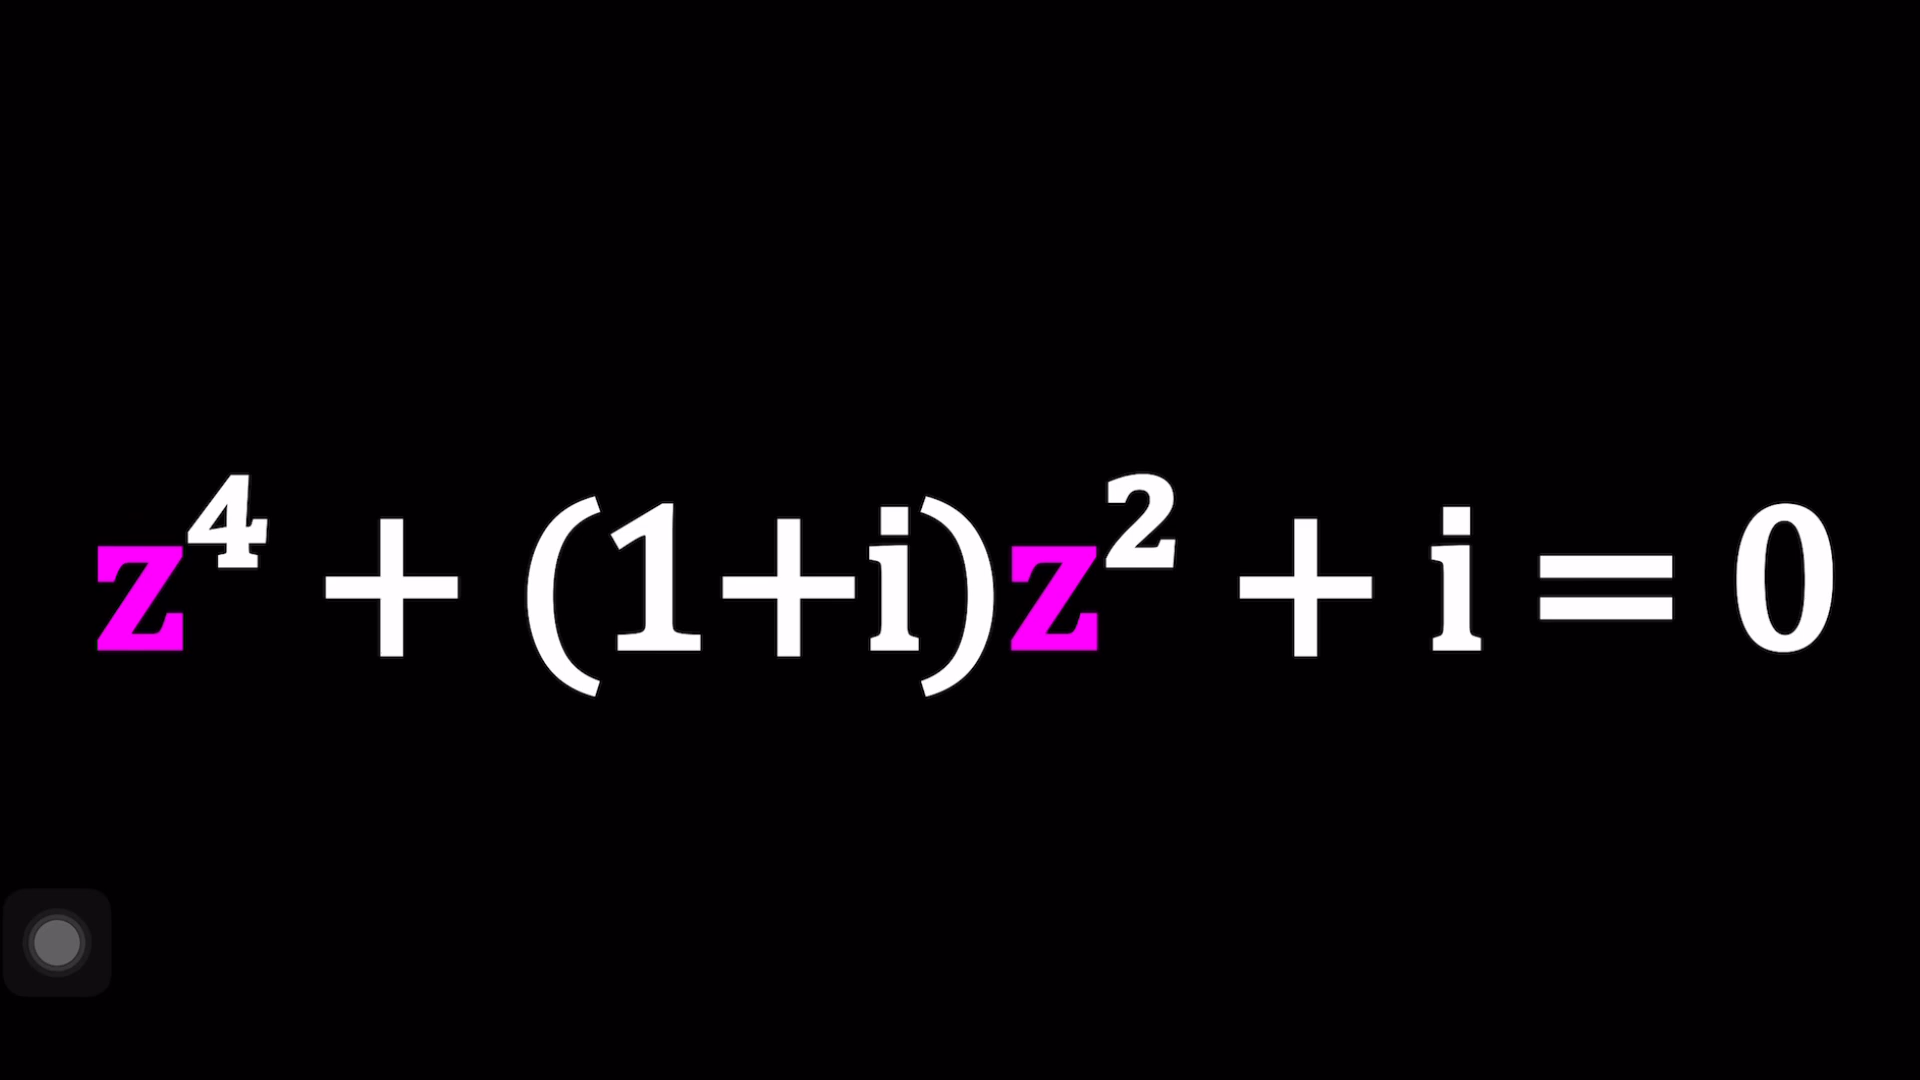 z⁴ + (1+i)z² + i = 0